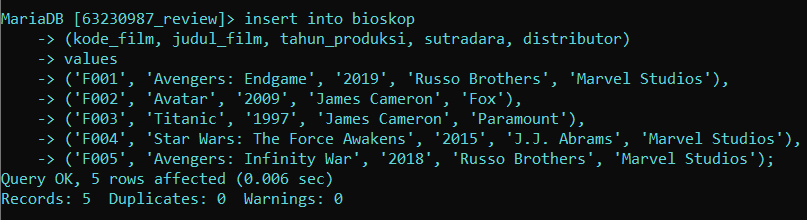 MariaDB [63230987_review]> insert into bioskop
-> (kode_film, judul_film, tahun_produksi, sutradara, distributor)
-> values
-> ('F001', 'Avengers: Endgame', '2019', 'Russo Brothers', 'Marvel Studios'),
-> ('F002', 'Avatar', '2009', 'James Cameron', 'Fox'),
-> ('F003', 'Titanic', '1997', 'James Cameron', 'Paramount'),
-> ('F004', 'Star Wars: The Force Awakens', '2015', 'J.J. Abrams', 'Marvel Studios'),
-> ('F005', 'Avengers: Infinity War', '2018', 'Russo Brothers', 'Marvel Studios');
Query OK, 5 rows affected (0.006 sec)
Records: 5  Duplicates: 0  Warnings: 0